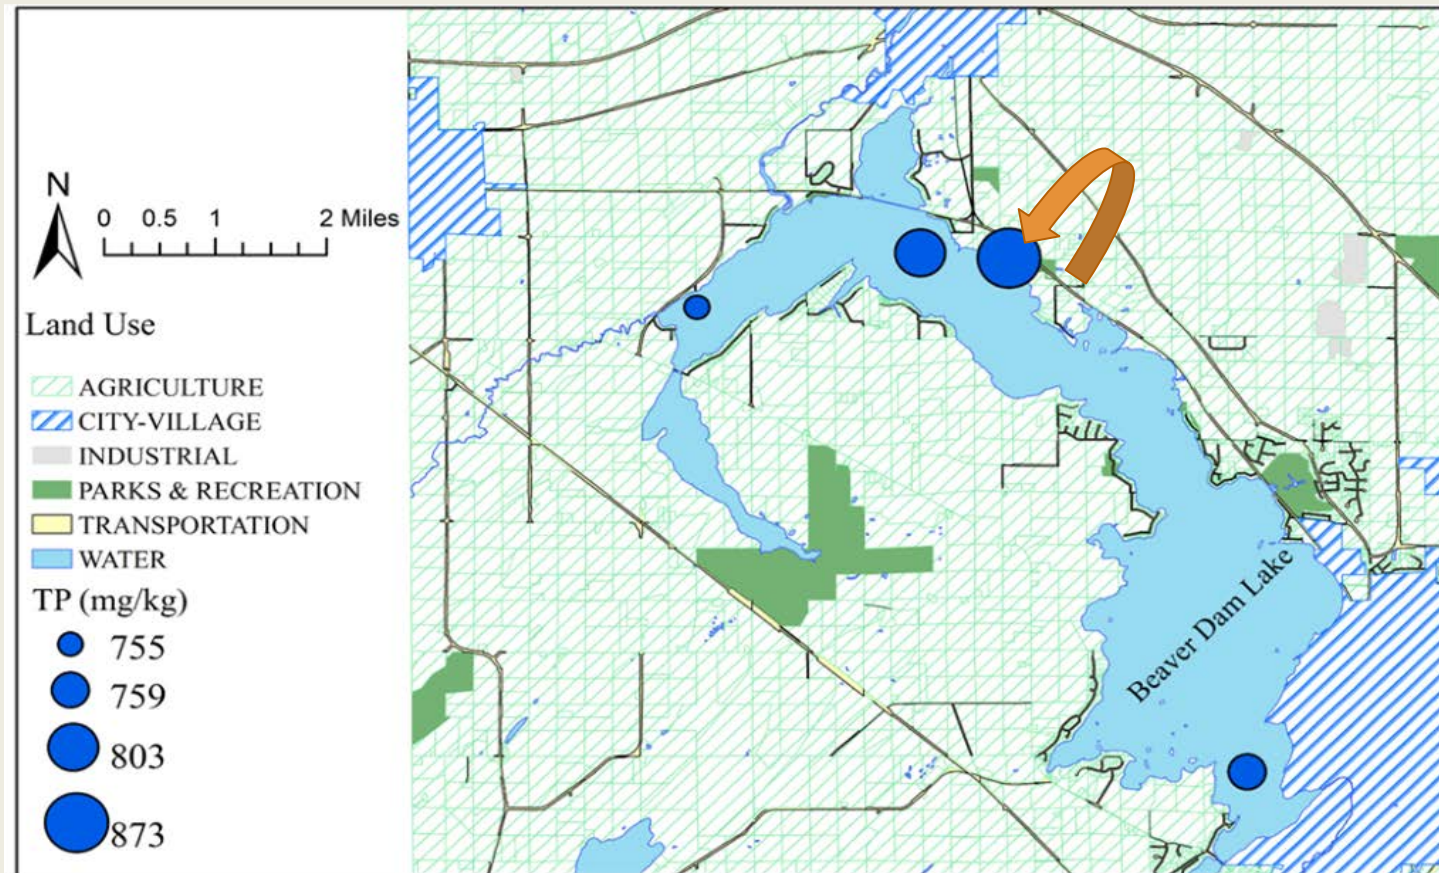 N
0 0.5 1 2 Miles
Land Use
AGRICULTURE
CITY-VILLAGE
INDUSTRIAL
PARKS & RECREATION
TRANSPORTATION
WATER
TP (mg/kg)
755
759
803
873
Beaver Dam Lake